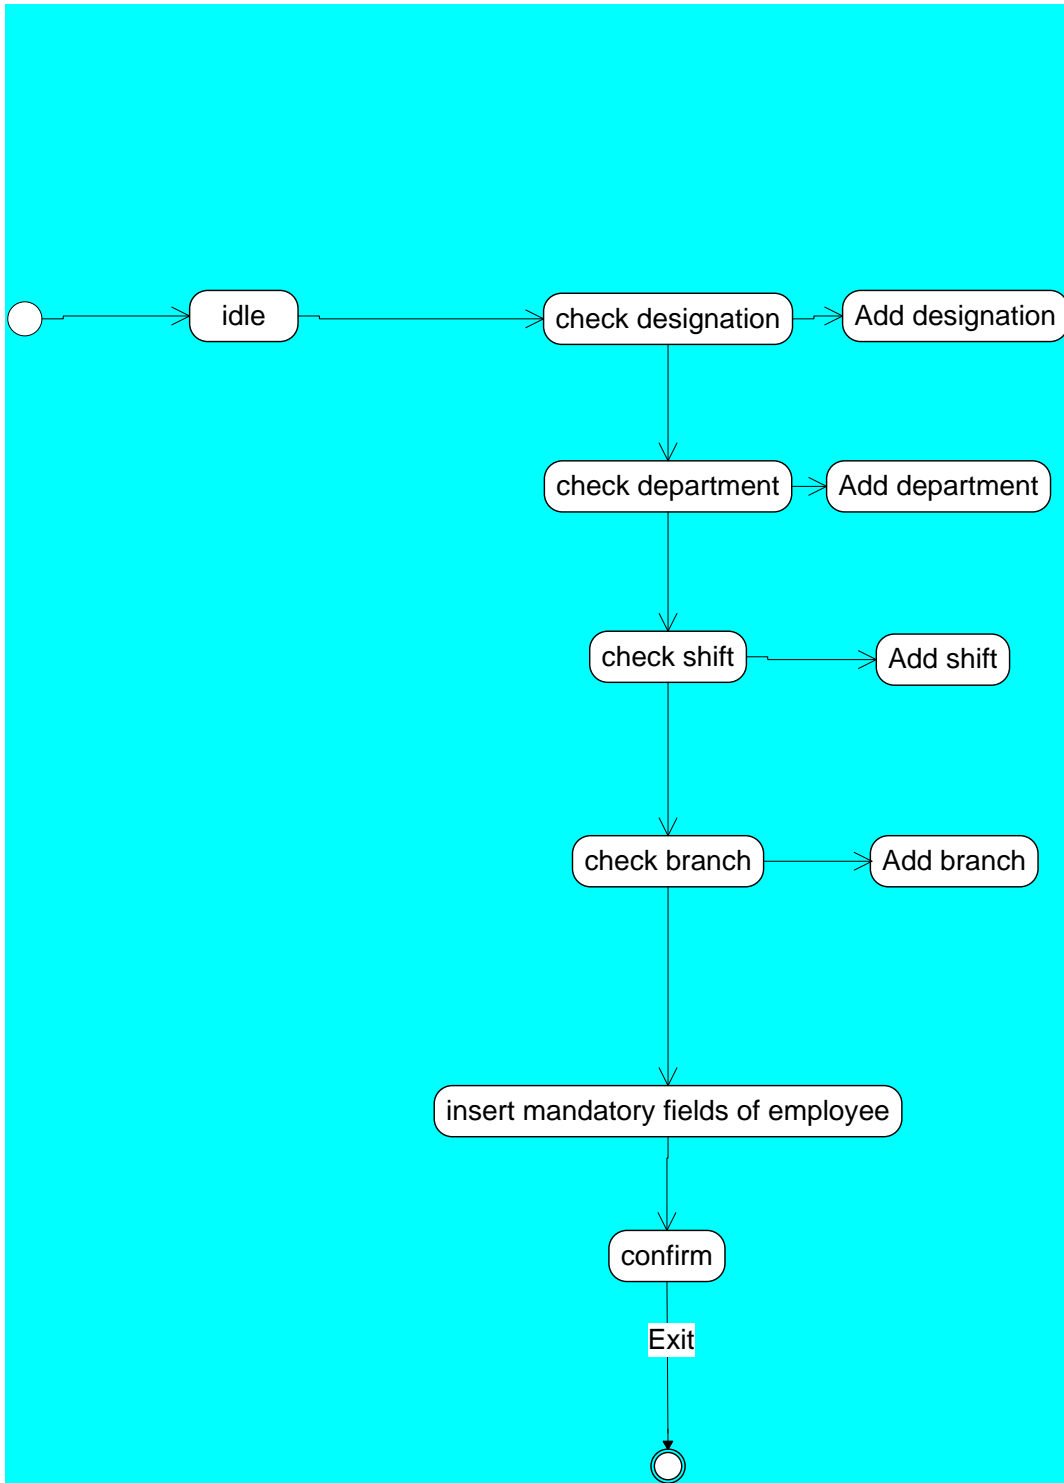 idle
check designation
Add designation
check department
Add department
check shift
Add shift
check branch
Add branch
insert mandatory fields of employee
confirm
Exit